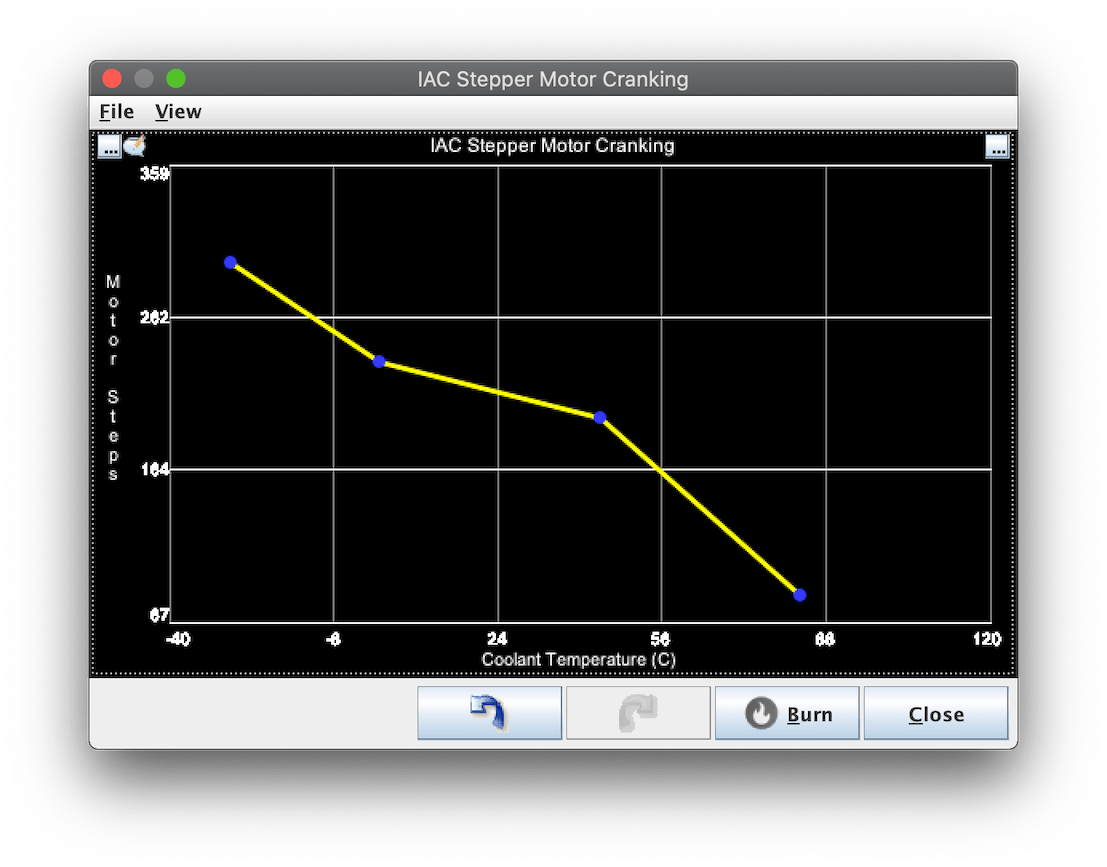 IAC Stepper Motor Cranking
File View
...
IAC Stepper Motor Cranking
...
359
262
164
67
Motor Steps
-40 -8 24 56 88 120
Coolant Temperature (C)
Burn
Close